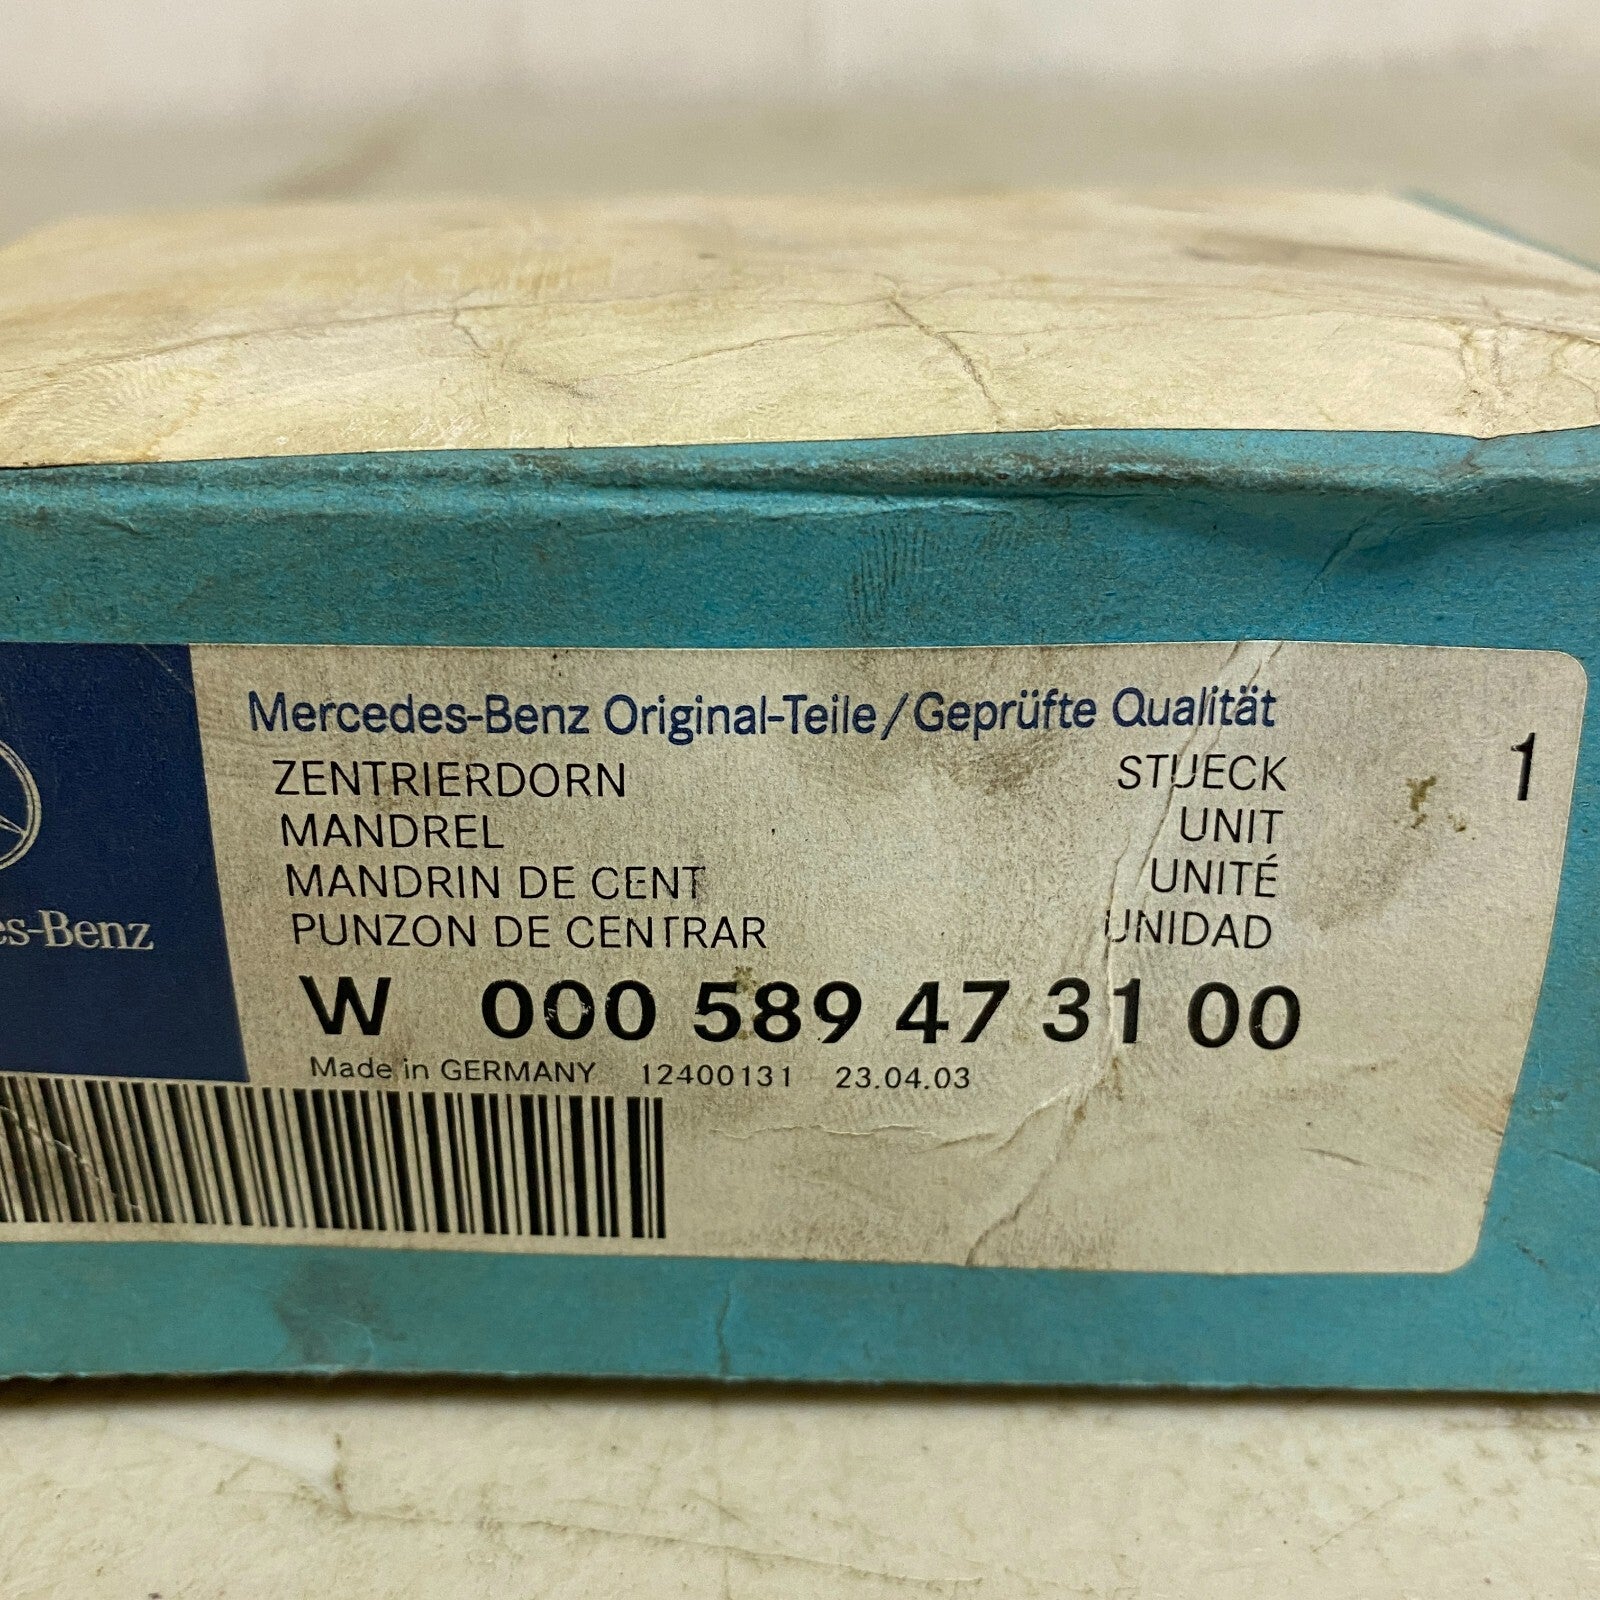 Mercedes-Benz Original-Teile/Geprüfte Qualität
ZENTRIERDORN STUECK 1
MANDREL UNIT
MANDRIN DE CENT UNITÉ
PUNZON DE CENTRAR UNIDAD
es-Benz
W 000 589 47 31 00
Made in GERMANY 12400131 23.04.03